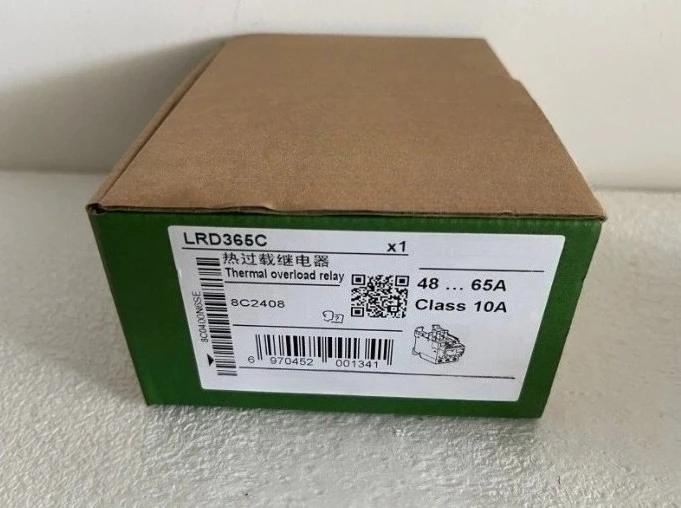 LRD365C x1
热过载继电器
Thermal overload relay
48 ... 65A
Class 10A
8C2408
6 970452 001341